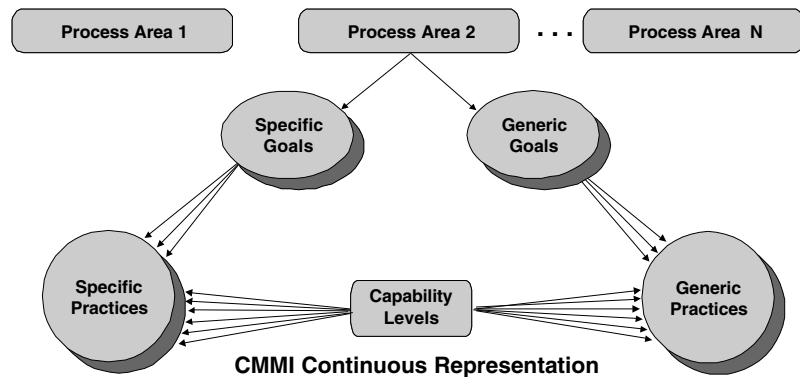 Process Area 1
Process Area 2
. . .
Process Area N
Specific
Goals
Generic
Goals
Specific
Practices
Capability
Levels
Generic
Practices
CMMI Continuous Representation